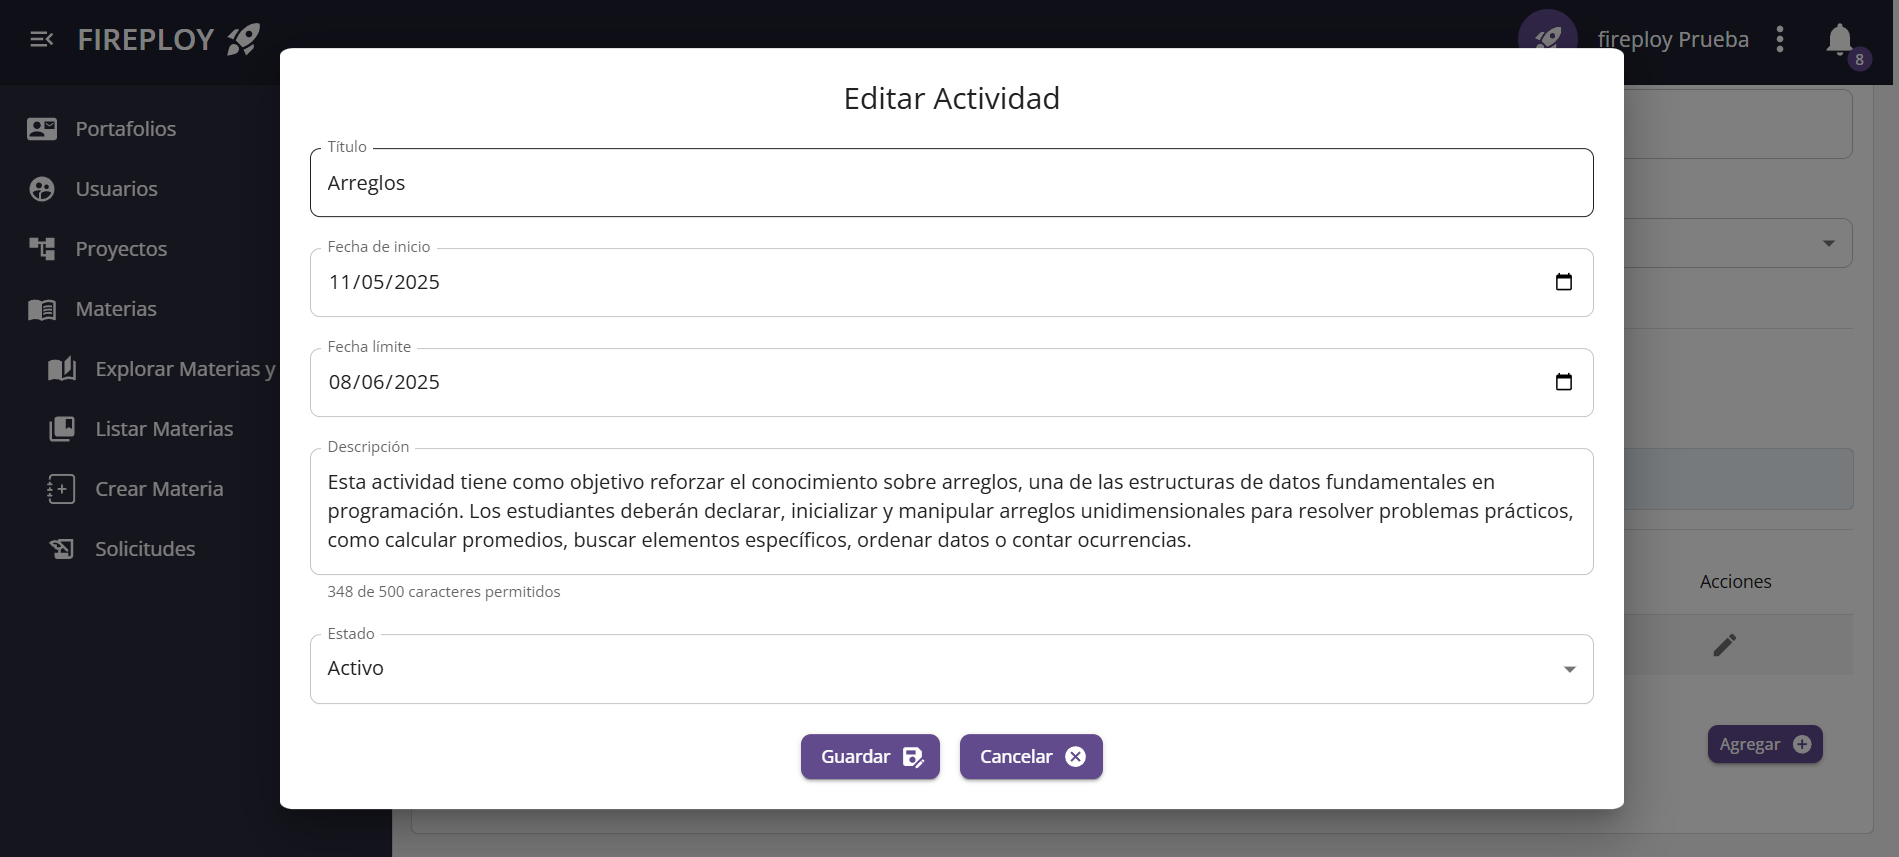 FIREPLOY
fireploy Prueba
8
Portafolios
Usuarios
Proyectos
Materias
Explorar Materias y
Listar Materias
Crear Materia
Solicitudes
Editar Actividad
Título
Arreglos
Fecha de inicio
11/05/2025
Fecha límite
08/06/2025
Descripción
Esta actividad tiene como objetivo reforzar el conocimiento sobre arreglos, una de las estructuras de datos fundamentales en
programación. Los estudiantes deberán declarar, inicializar y manipular arreglos unidimensionales para resolver problemas prácticos,
como calcular promedios, buscar elementos específicos, ordenar datos o contar ocurrencias.
348 de 500 caracteres permitidos
Estado
Activo
Guardar
Cancelar
Acciones
Agregar